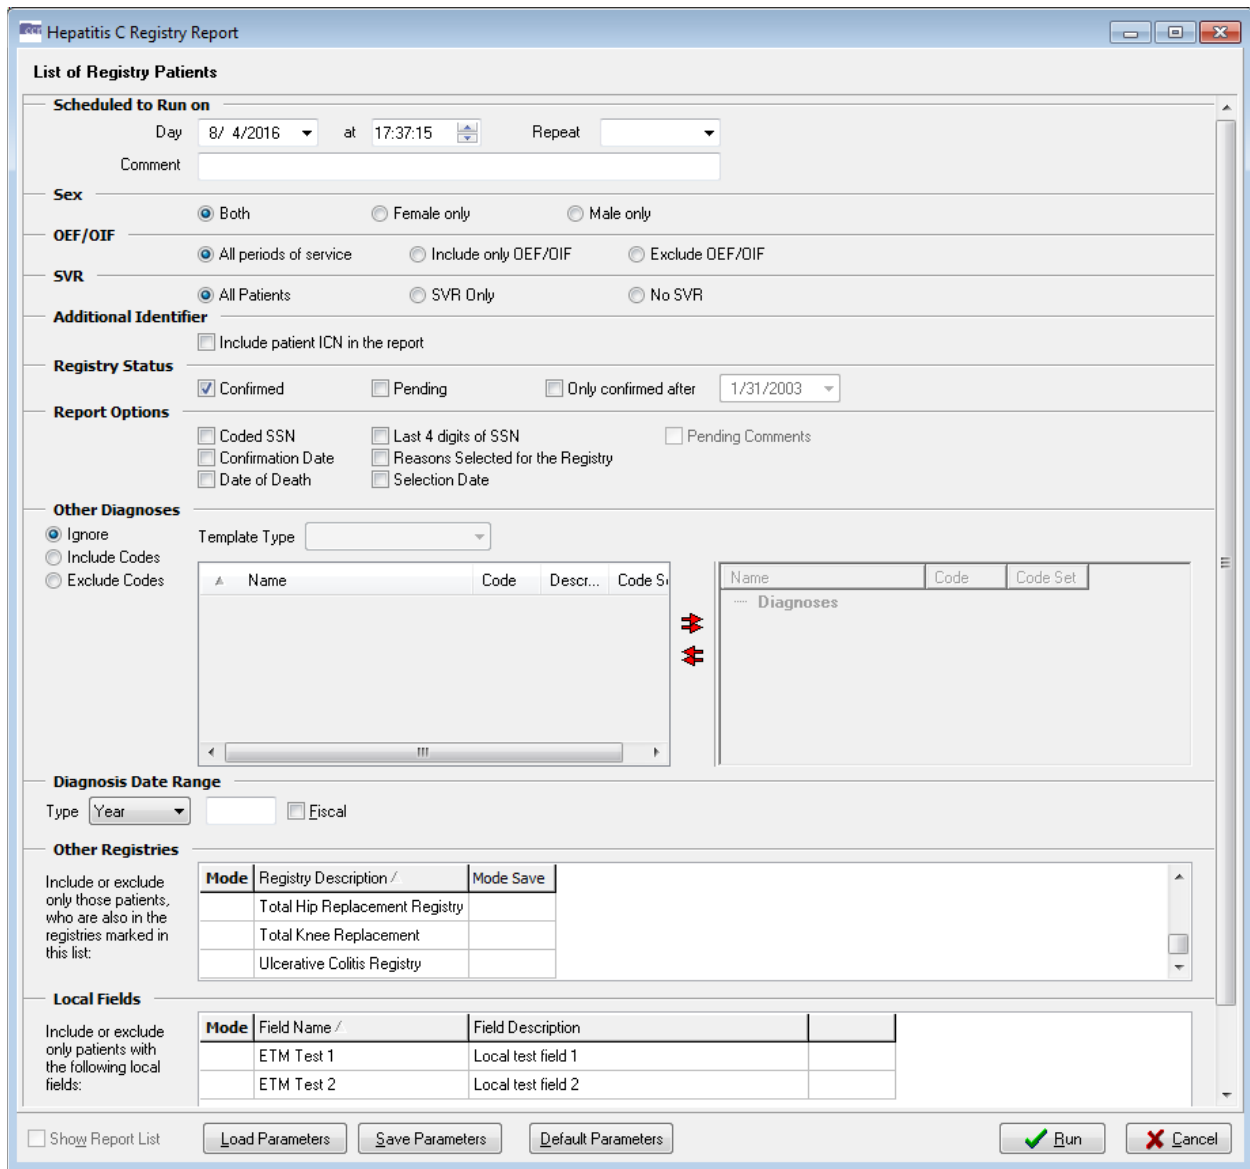 Hepatitis C Registry Report
List of Registry Patients
Scheduled to Run on
Day 8/ 4/2016 at 17:37:15 Repeat
Comment
Sex
Both Female only Male only
OEF/OIF
All periods of service Include only OEF/OIF Exclude OEF/OIF
SVR
All Patients SVR Only No SVR
Additional Identifier
Include patient ICN in the report
Registry Status
Confirmed Pending Only confirmed after 1/31/2003
Report Options
Coded SSN Last 4 digits of SSN Pending Comments
Confirmation Date Reasons Selected for the Registry
Date of Death Selection Date
Other Diagnoses
Ignore Template Type
Include Codes
Exclude Codes
Name Code Descr... Code S
Name Code Code Set
Diagnoses
Diagnosis Date Range
Type Year Fiscal
Other Registries
Include or exclude
only those patients,
who are also in the
registries marked in
this list:
Mode Registry Description Mode Save
Total Hip Replacement Registry
Total Knee Replacement
Ulcerative Colitis Registry
Local Fields
Include or exclude
only patients with
the following local
fields:
Mode Field Name Field Description
ETM Test 1 Local test field 1
ETM Test 2 Local test field 2
Show Report List Load Parameters Save Parameters Default Parameters Run Cancel